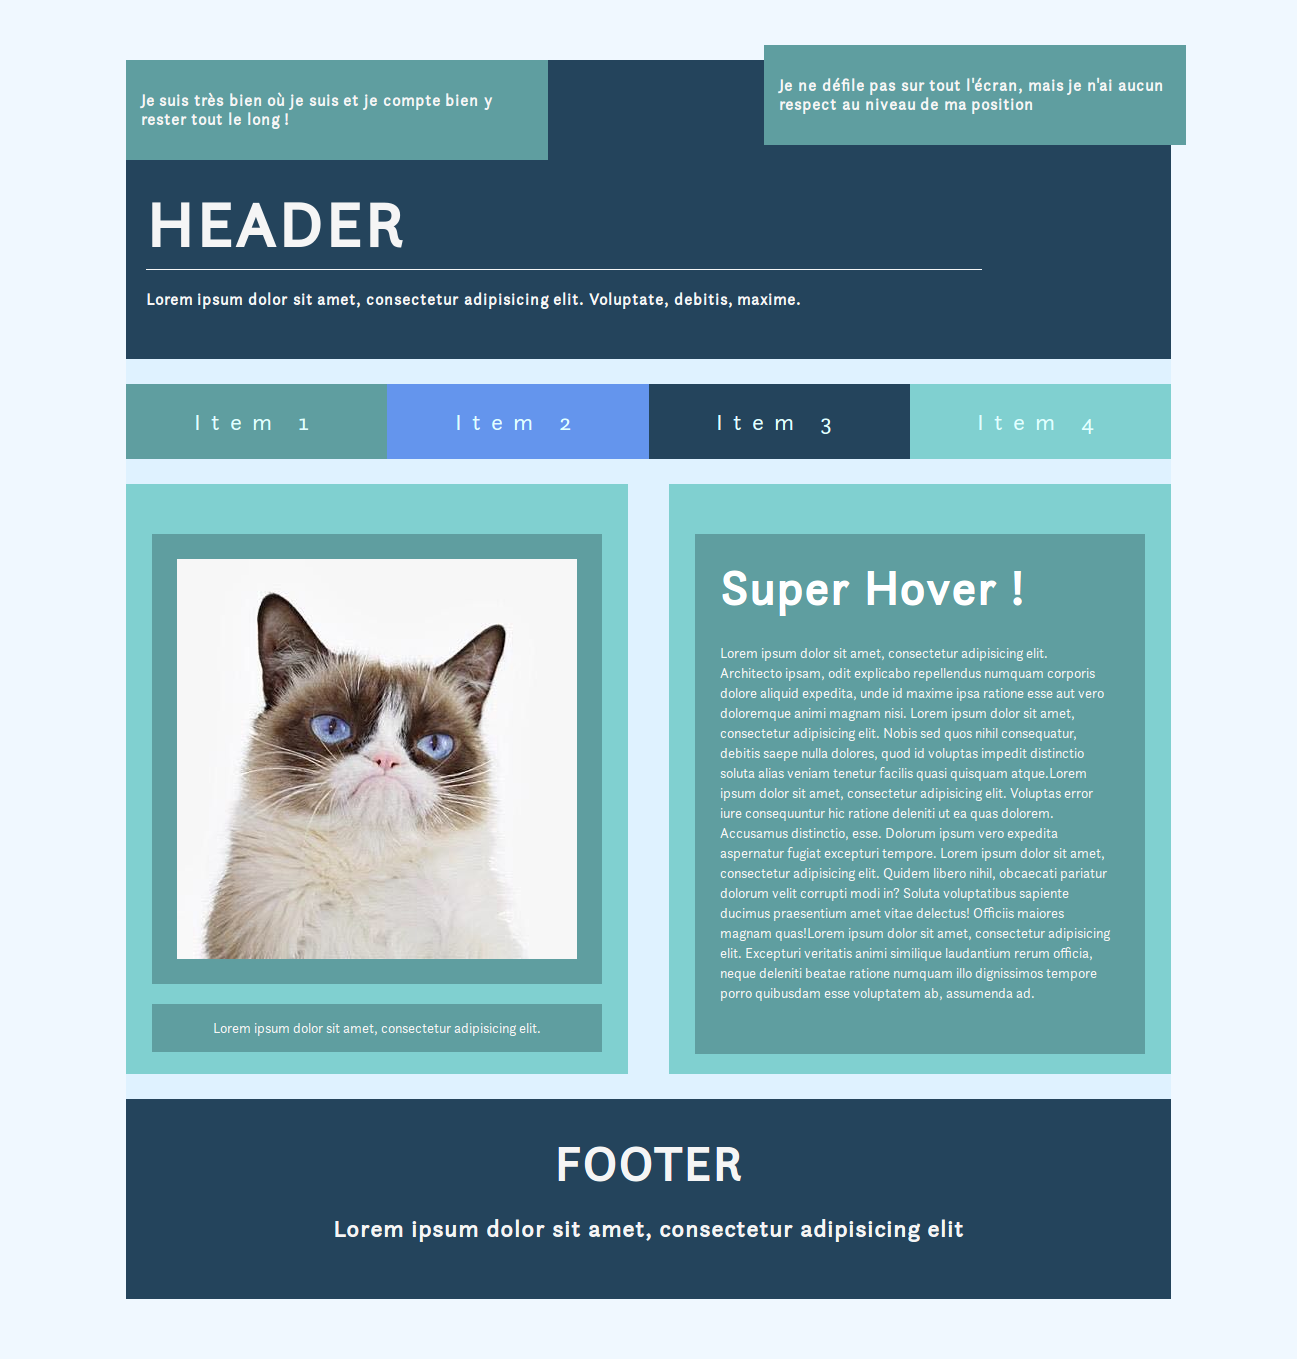 Je suis très bien où je suis et je compte bien y
rester tout le long !
Je ne défile pas sur tout l'écran, mais je n'ai aucun
respect au niveau de ma position
HEADER
Lorem ipsum dolor sit amet, consectetur adipisicing elit. Voluptate, debitis, maxime.
Item 1
Item 2
Item 3
Item 4
Lorem ipsum dolor sit amet, consectetur adipisicing elit.
Super Hover !
Lorem ipsum dolor sit amet, consectetur adipisicing elit.
Architecto ipsam, odit explicabo repellendus numquam corporis
dolore aliquid expedita, unde id maxime ipsa ratione esse aut vero
doloremque animi magnam nisi. Lorem ipsum dolor sit amet,
consectetur adipisicing elit. Nobis sed quos nihil consequatur,
debitis saepe nulla dolores, quod id voluptas impedit distinctio
soluta alias veniam tenetur facilis quasi quisquam atque.Lorem
ipsum dolor sit amet, consectetur adipisicing elit. Voluptas error
iure consequuntur hic ratione deleniti ut ea quas dolorem.
Accusamus distinctio, esse. Dolorum ipsum vero expedita
aspernatur fugiat excepturi tempore. Lorem ipsum dolor sit amet,
consectetur adipisicing elit. Quidem libero nihil, obcaecati pariatur
dolorum velit corrupti modi in? Soluta voluptatibus sapiente
ducimus praesentium amet vitae delectus! Officiis maiores
magnam quas!Lorem ipsum dolor sit amet, consectetur adipisicing
elit. Excepturi veritatis animi similique laudantium rerum officia,
neque deleniti beatae ratione numquam illo dignissimos tempore
porro quibusdam esse voluptatem ab, assumenda ad.
FOOTER
Lorem ipsum dolor sit amet, consectetur adipisicing elit